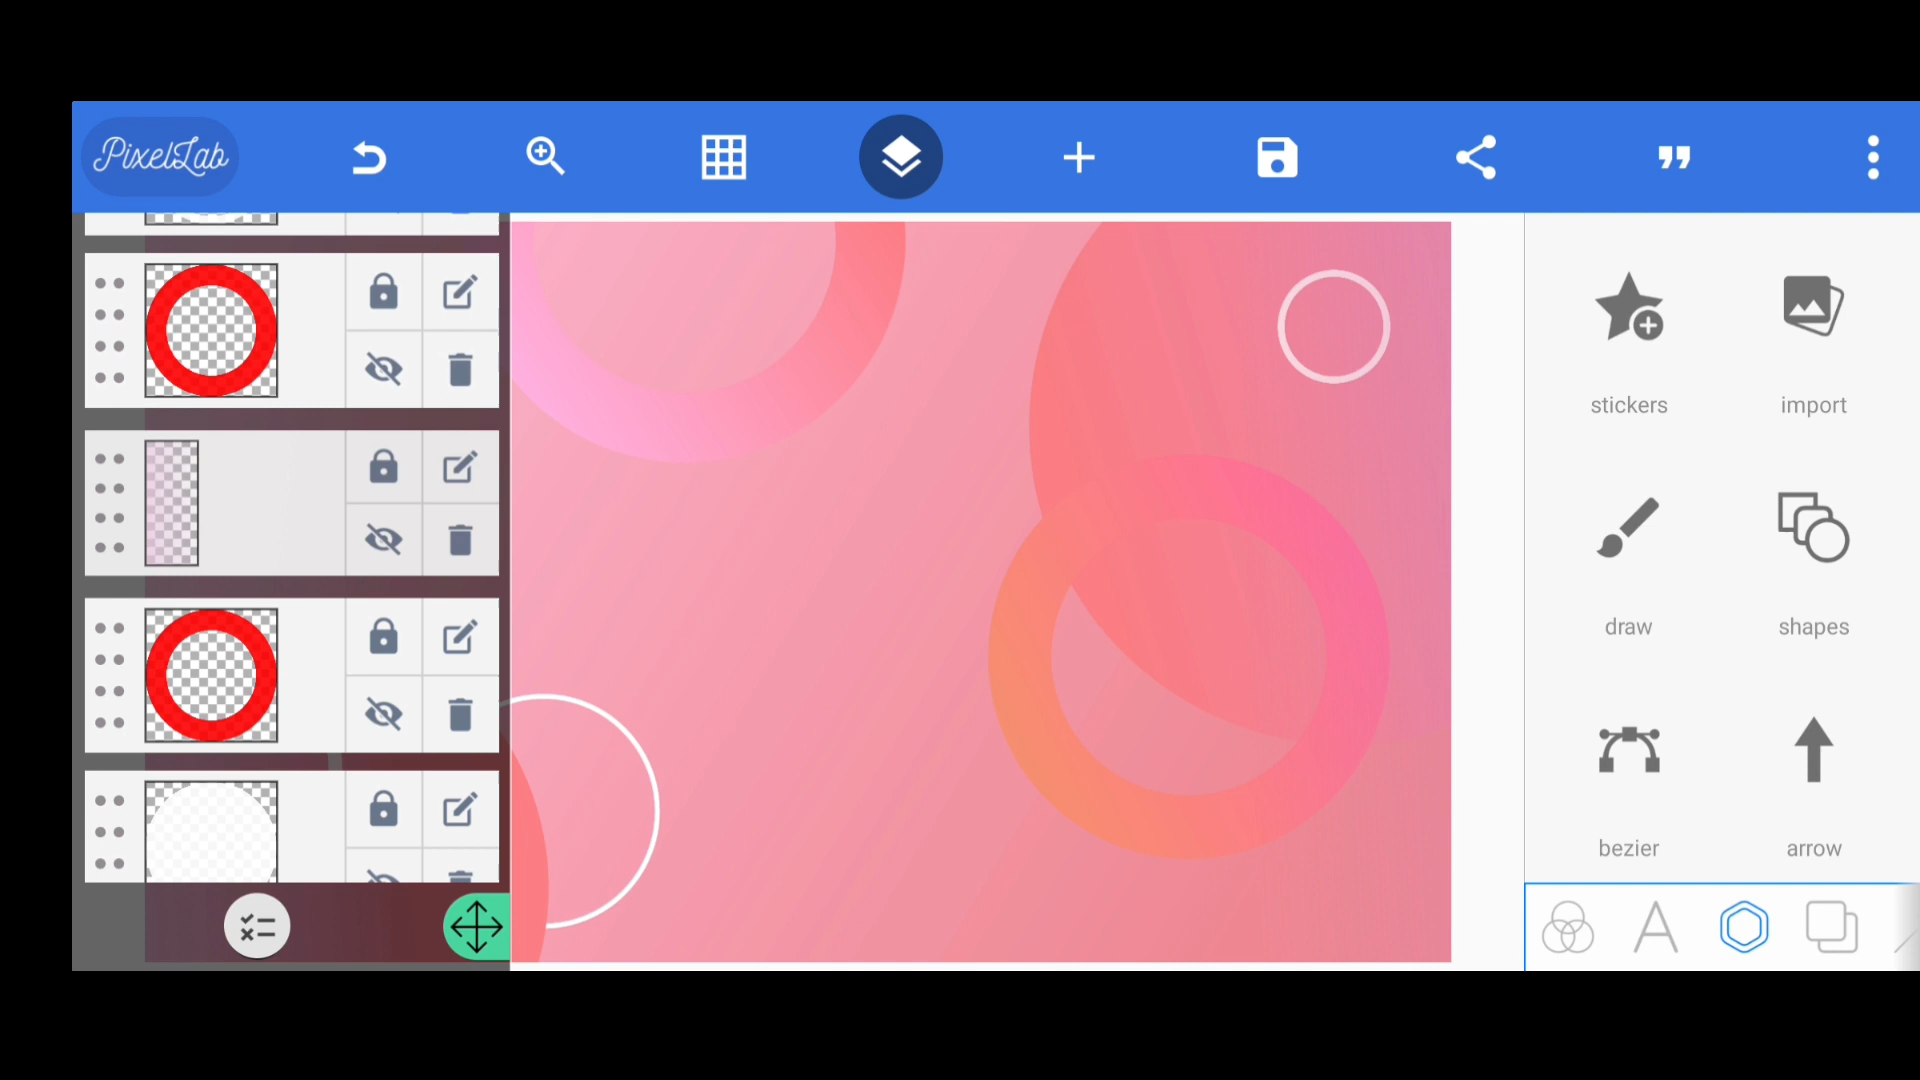 PixelLab
stickers
import
draw
shapes
bezier
arrow